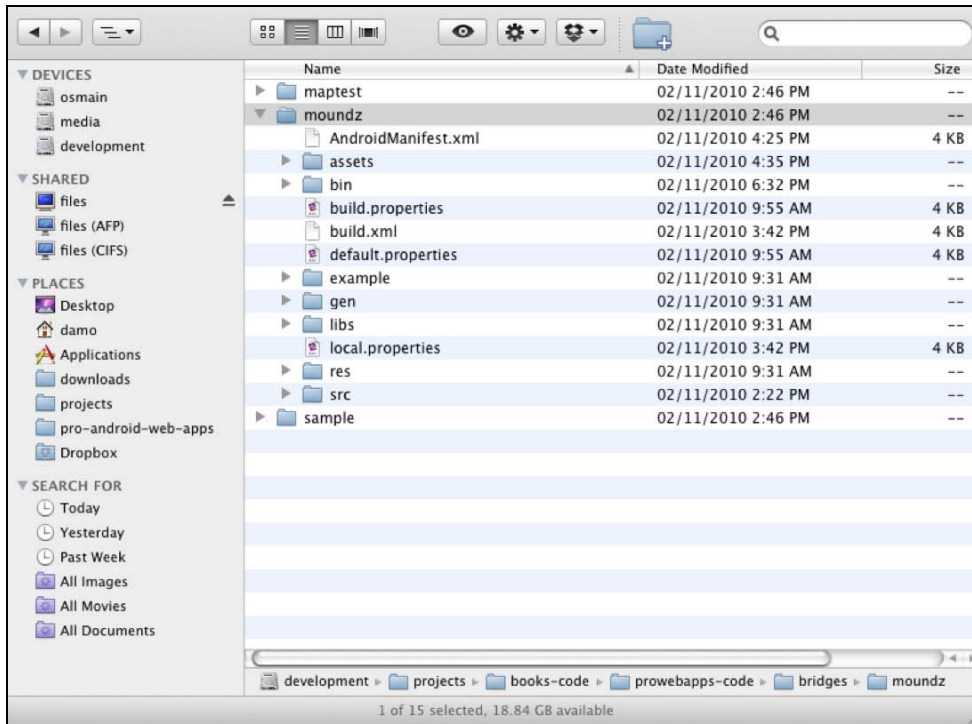 DEVICES
osmain
media
development
SHARED
files
files (AFP)
files (CIFS)
PLACES
Desktop
damo
Applications
downloads
projects
pro-android-web-apps
Dropbox
SEARCH FOR
Today
Yesterday
Past Week
All Images
All Movies
All Documents
Name Date Modified Size
maptest 02/11/2010 2:46 PM --
moundz 02/11/2010 2:46 PM --
AndroidManifest.xml 02/11/2010 4:25 PM 4 KB
assets 02/11/2010 4:35 PM --
bin 02/11/2010 6:32 PM --
build.properties 02/11/2010 9:55 AM 4 KB
build.xml 02/11/2010 3:42 PM 4 KB
default.properties 02/11/2010 9:55 AM 4 KB
example 02/11/2010 9:31 AM --
gen 02/11/2010 9:31 AM --
libs 02/11/2010 9:31 AM --
local.properties 02/11/2010 3:42 PM 4 KB
res 02/11/2010 9:31 AM --
src 02/11/2010 2:22 PM --
sample 02/11/2010 2:46 PM --
development projects books-code prowebapps-code bridges moundz
1 of 15 selected, 18.84 GB available